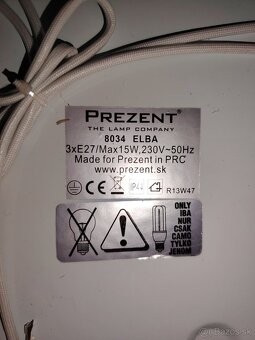 PREZENT
THE LAMP COMPANY
8034 ELBA
3xE27/Max15W,230V~50Hz
Made for Prezent in PRC
www.prezent.sk
CE
R13W47
ONLY
IBA
NUR
CSAK
CAMO
TYLKO
JENOM